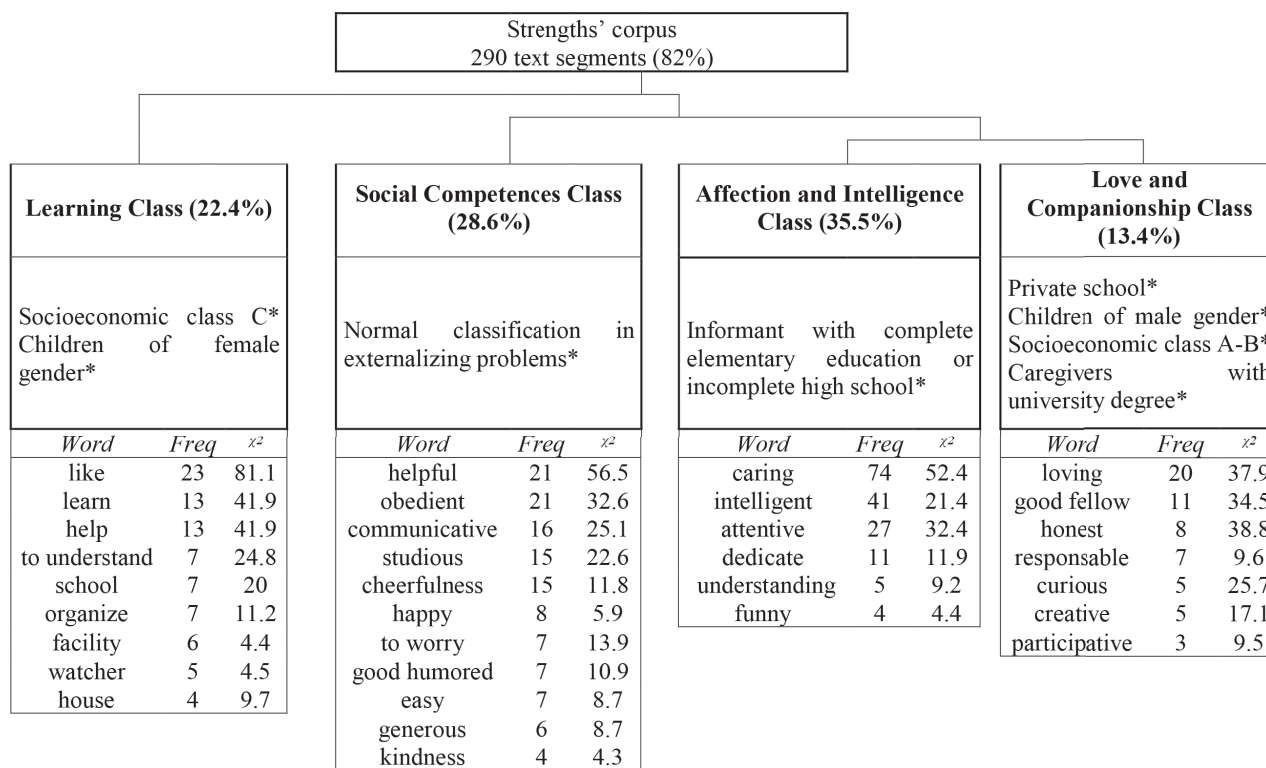 Strengths' corpus
290 text segments (82%)
Learning Class (22.4%)
Socioeconomic class C*
Children of female
gender*
Word Freq χ²
like 23 81.1
learn 13 41.9
help 13 41.9
to understand 7 24.8
school 7 20
organize 7 11.2
facility 6 4.4
watcher 5 4.5
house 4 9.7
Social Competences Class
(28.6%)
Normal classification in
externalizing problems*
Word Freq χ²
helpful 21 56.5
obedient 21 32.6
communicative 16 25.1
studious 15 22.6
cheerfulness 15 11.8
happy 8 5.9
to worry 7 13.9
good humored 7 10.9
easy 7 8.7
generous 6 8.7
kindness 4 4.3
Affection and Intelligence
Class (35.5%)
Informant with complete
elementary education or
incomplete high school*
Word Freq χ²
caring 74 52.4
intelligent 41 21.4
attentive 27 32.4
dedicate 11 11.9
understanding 5 9.2
funny 4 4.4
Love and
Companionship Class
(13.4%)
Private school*
Children of male gender*
Socioeconomic class A-B*
Caregivers with
university degree*
Word Freq χ²
loving 20 37.9
good fellow 11 34.5
honest 8 38.8
responsable 7 9.6
curious 5 25.7
creative 5 17.1
participative 3 9.5